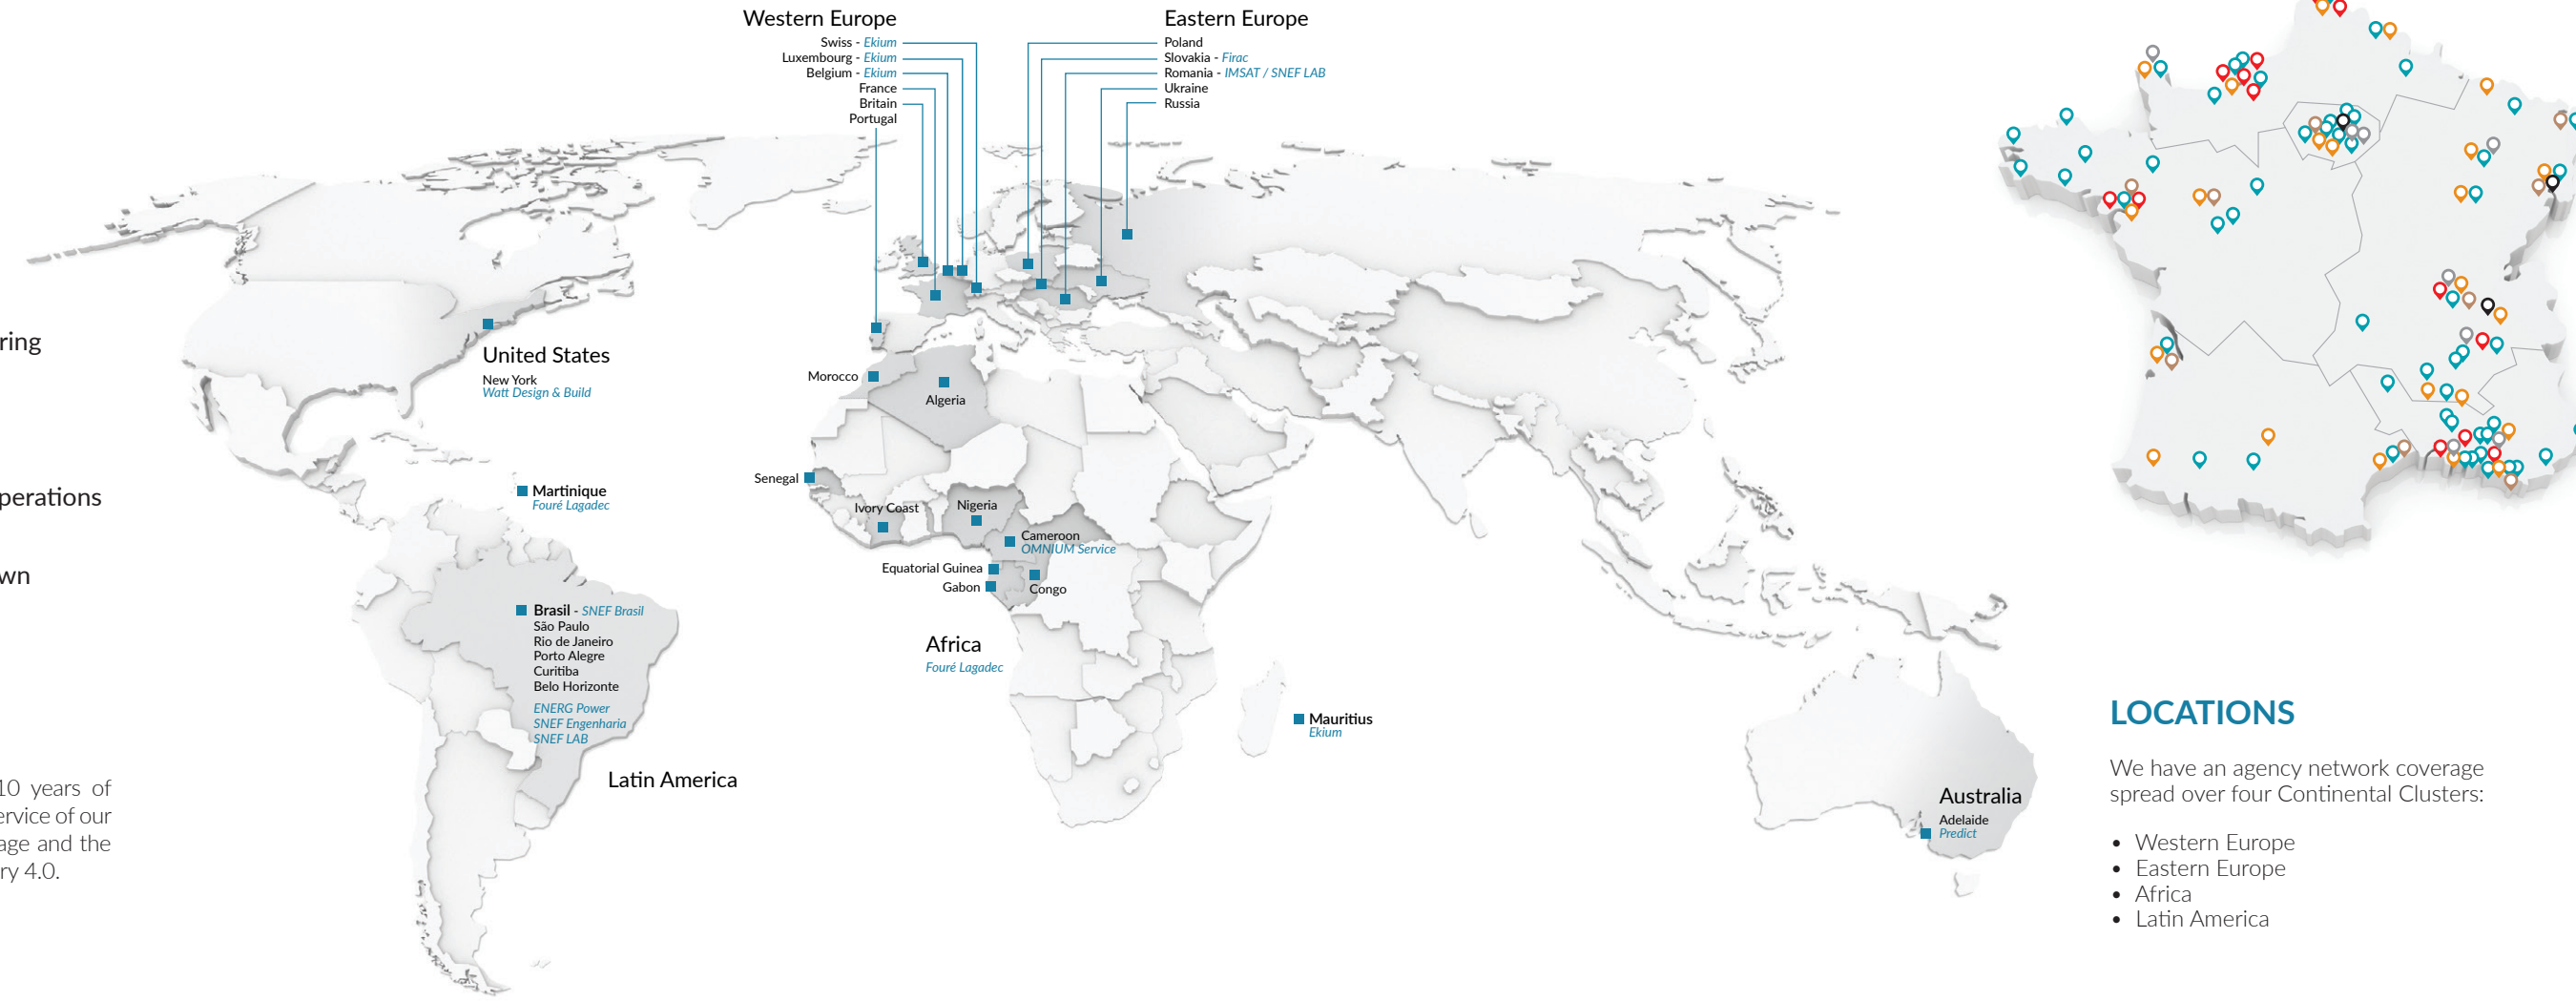 ring
perations
wn
10 years of
ervice of our
age and the
ry 4.0.
Western Europe
Swiss - Ekium
Luxembourg - Ekium
Belgium - Ekium
France
Britain
Portugal
Eastern Europe
Poland
Slovakia - Firac
Romania - IMSAT / SNEF LAB
Ukraine
Russia
United States
New York
Watt Design & Build
Martinique
Fouré Lagadec
Brasil - SNEF Brasil
São Paulo
Rio de Janeiro
Porto Alegre
Curitiba
Belo Horizonte
ENERG Power
SNEF Engenharia
SNEF LAB
Latin America
Morocco
Algeria
Senegal
Ivory Coast
Nigeria
Cameroon
OMNIUM Service
Equatorial Guinea
Gabon
Congo
Africa
Fouré Lagadec
Mauritius
Ekium
Australia
Adelaide
Predict
LOCATIONS
We have an agency network coverage
spread over four Continental Clusters:
• Western Europe
• Eastern Europe
• Africa
• Latin America